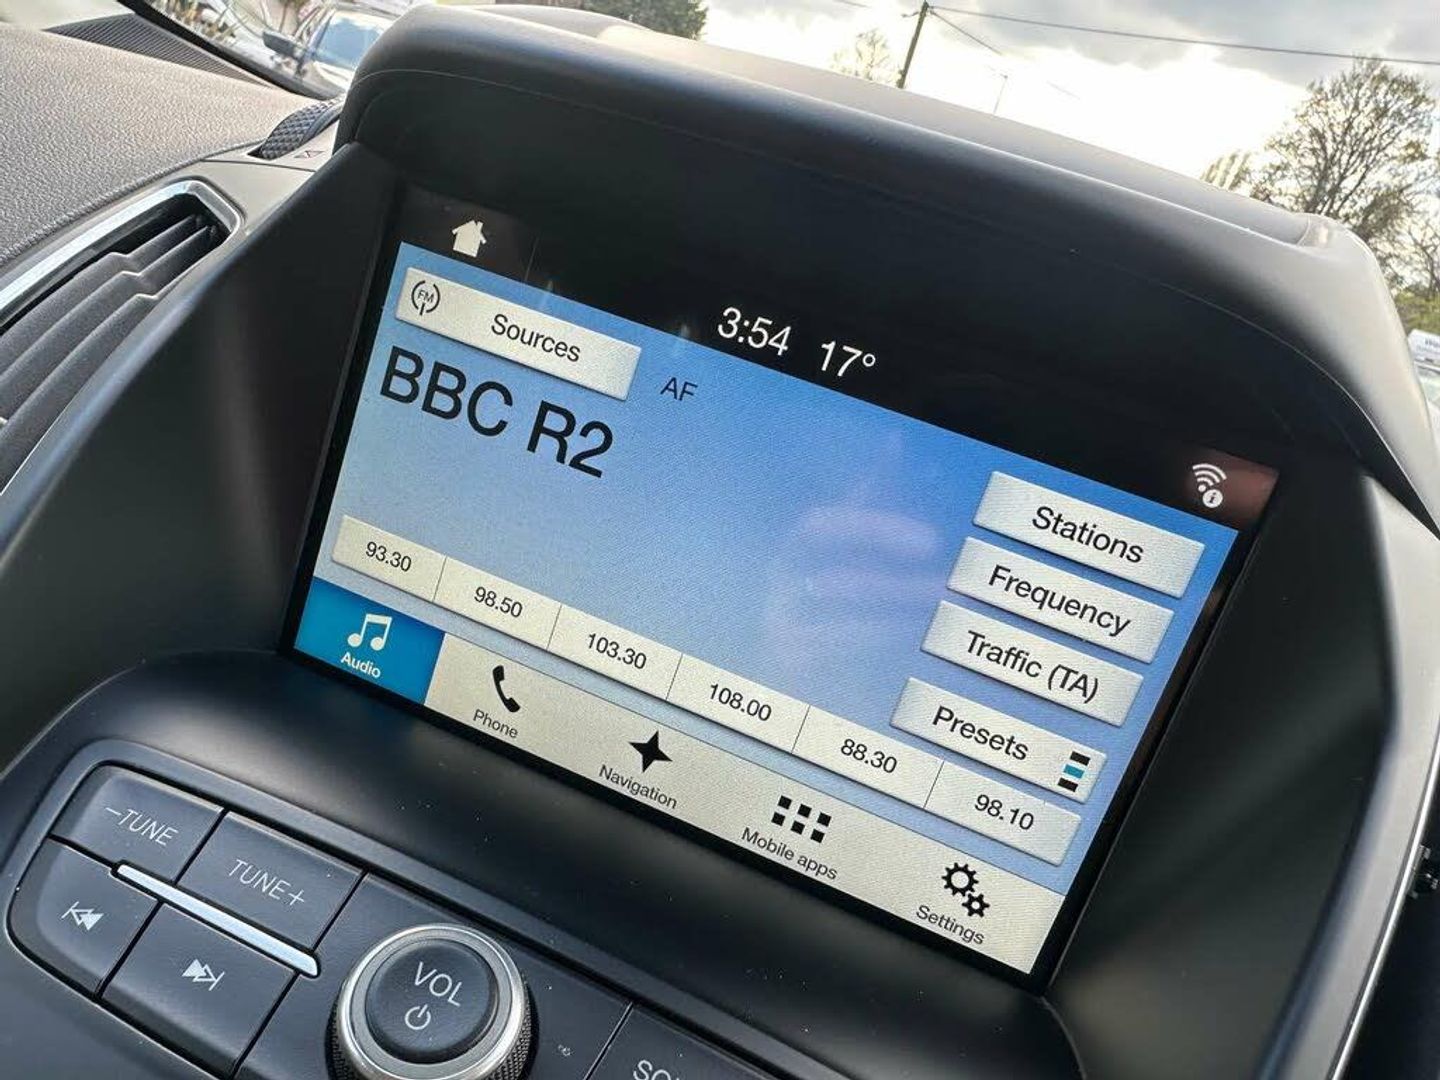 3:54 17°
FM Sources
AF
BBC R2
Stations
Frequency
Traffic (TA)
Presets
93.30 98.50 103.30 108.00 88.30 98.10
Audio
Phone
Navigation
Mobile apps
Settings
-TUNE
TUNE+
VOL